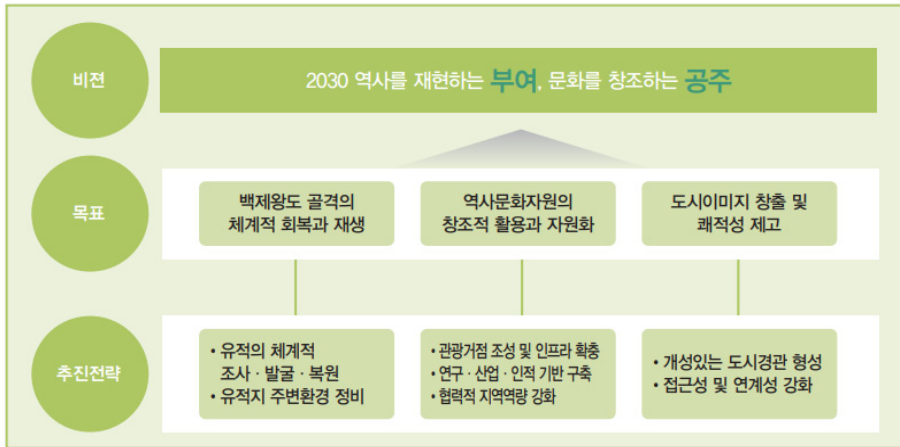 비젼
2030 역사를 재현하는 부여, 문화를 창조하는 공주
목표
백제왕도 골격의
체계적 회복과 재생
역사문화자원의
창조적 활용과 자원화
도시이미지 창출 및
쾌적성 제고
추진전략
• 유적의 체계적
조사 · 발굴 · 복원
• 유적지 주변환경 정비
• 관광거점 조성 및 인프라 확충
• 연구 · 산업 · 인적 기반 구축
• 협력적 지역역량 강화
• 개성있는 도시경관 형성
• 접근성 및 연계성 강화